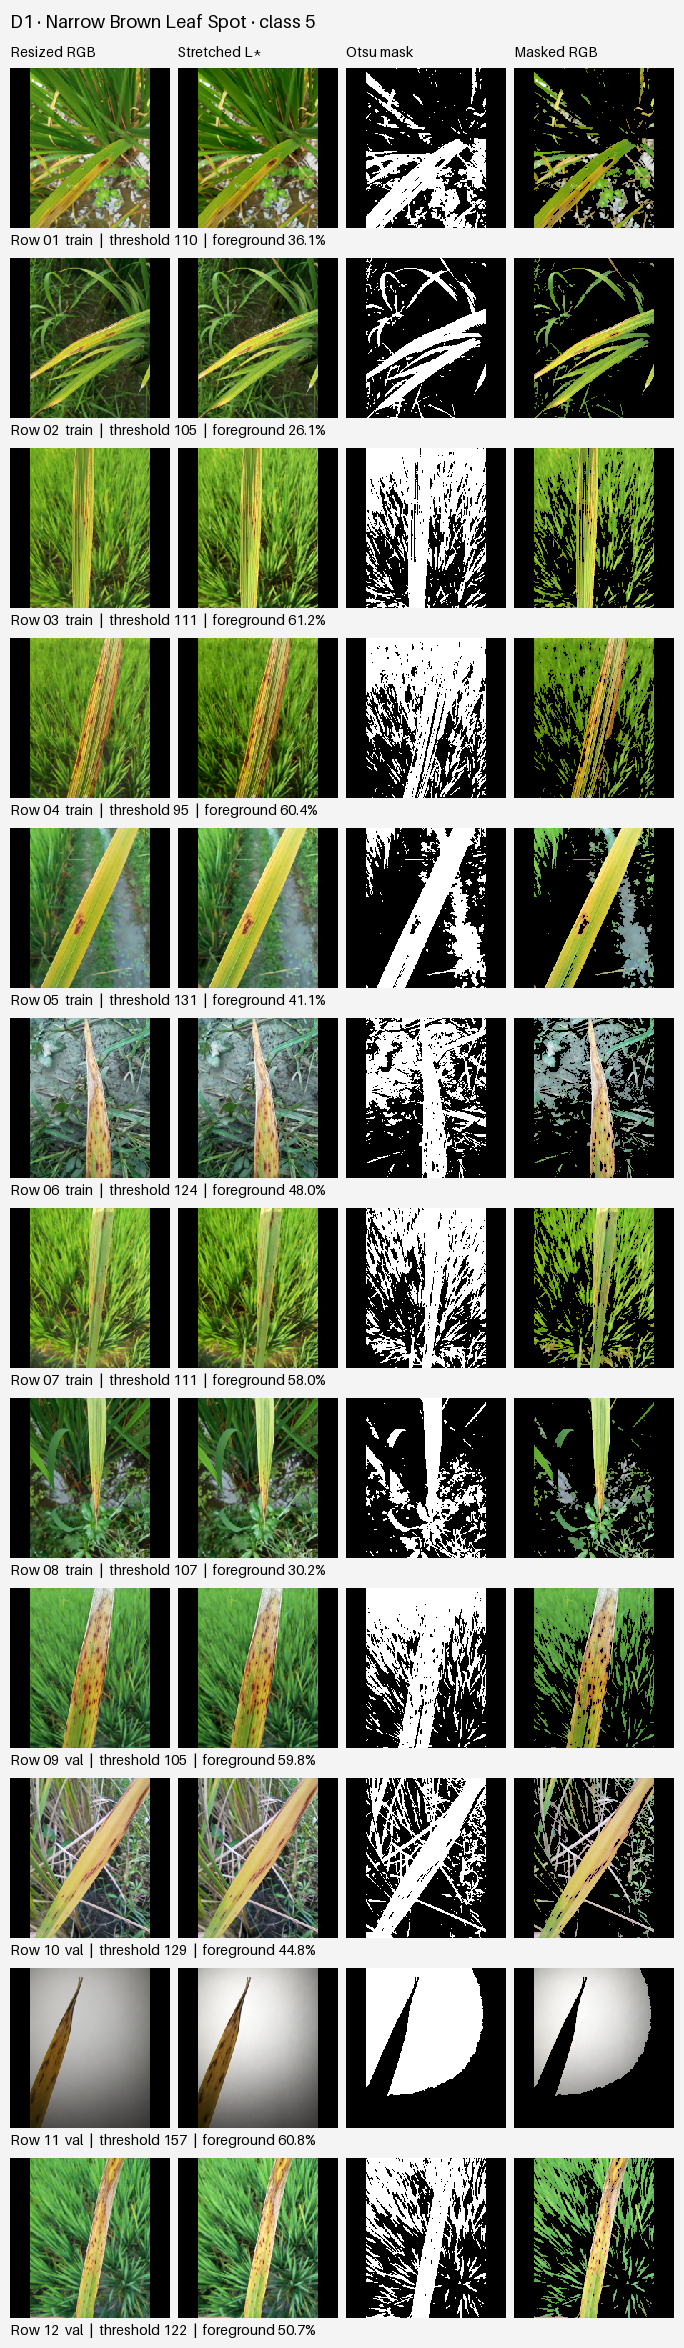 D1 · Narrow Brown Leaf Spot · class 5
Resized RGB Stretched L* Otsu mask Masked RGB
Row 01 train | threshold 110 | foreground 36.1%
Row 02 train | threshold 105 | foreground 26.1%
Row 03 train | threshold 111 | foreground 61.2%
Row 04 train | threshold 95 | foreground 60.4%
Row 05 train | threshold 131 | foreground 41.1%
Row 06 train | threshold 124 | foreground 48.0%
Row 07 train | threshold 111 | foreground 58.0%
Row 08 train | threshold 107 | foreground 30.2%
Row 09 val | threshold 105 | foreground 59.8%
Row 10 val | threshold 129 | foreground 44.8%
Row 11 val | threshold 157 | foreground 60.8%
Row 12 val | threshold 122 | foreground 50.7%